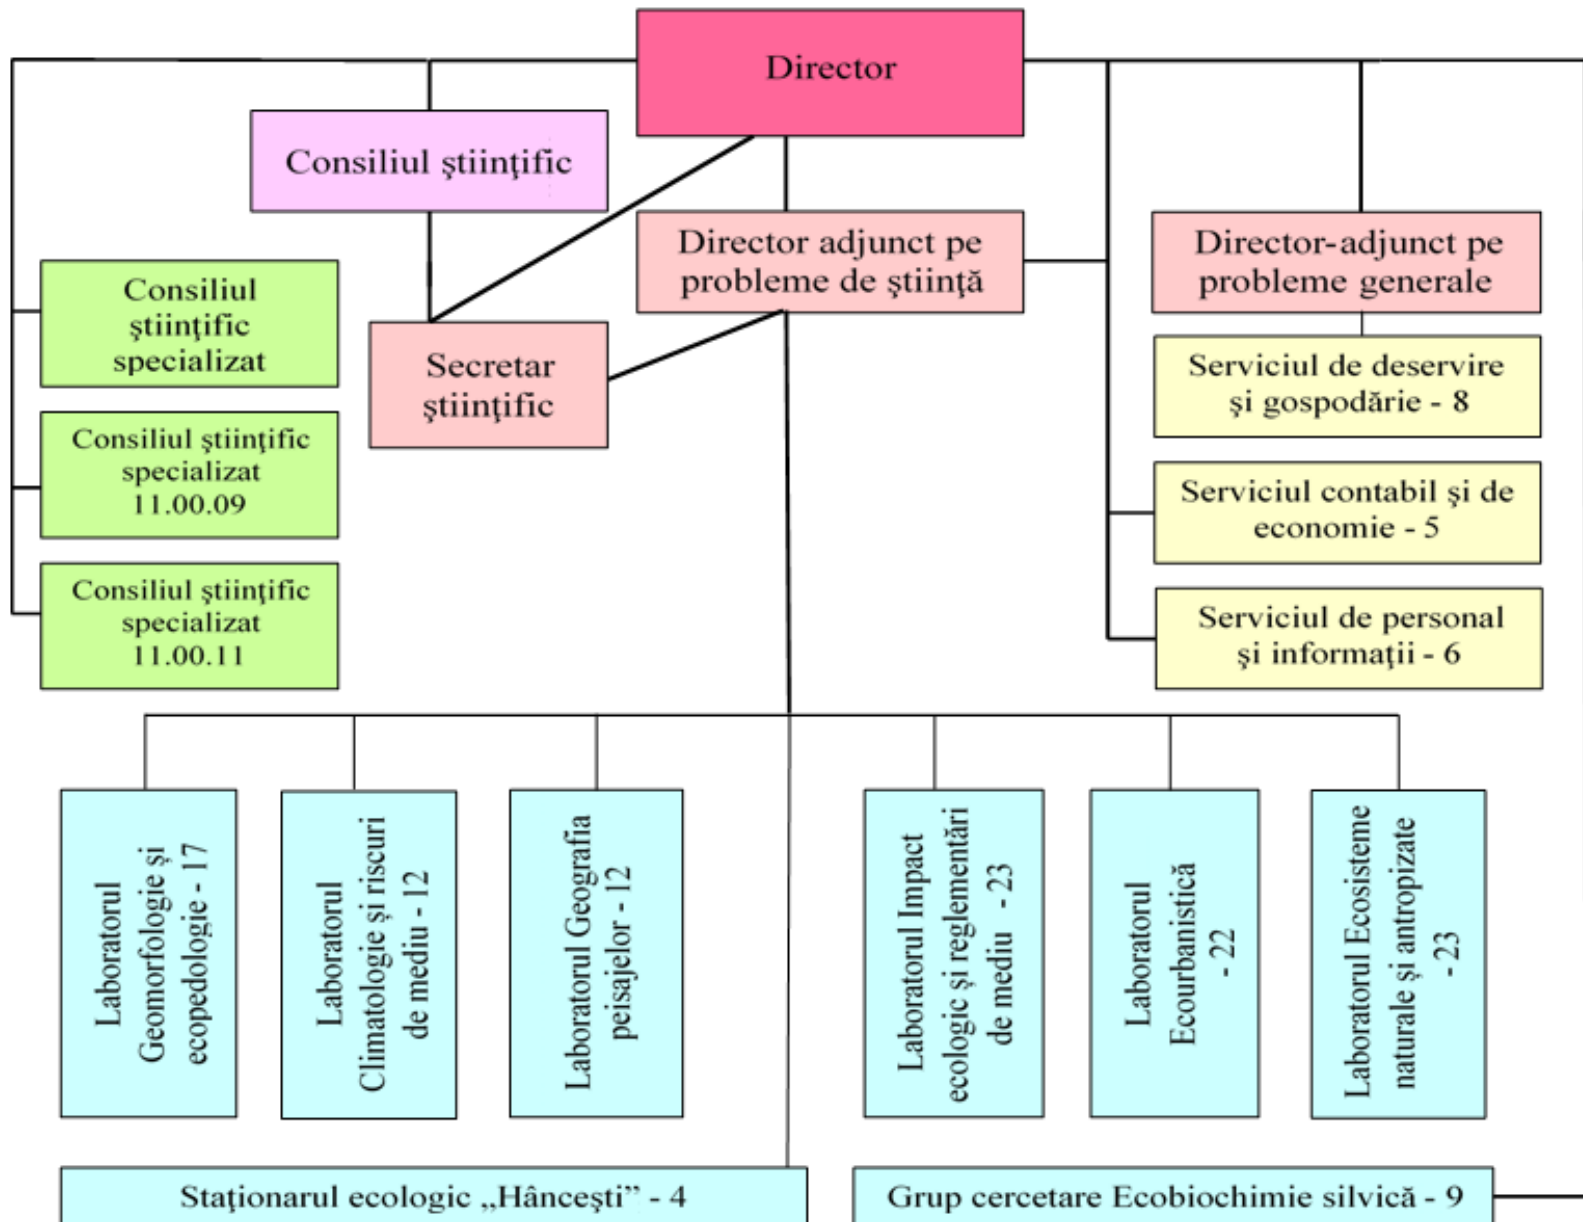 Director
Consiliul ştiinţific
Director adjunct pe
probleme de ştiinţă
Director-adjunct pe
probleme generale
Consiliul
ştiinţific
specializat
Secretar
ştiinţific
Serviciul de deservire
şi gospodărie - 8
Consiliul ştiinţific
specializat
11.00.09
Serviciul contabil şi de
economie - 5
Consiliul ştiinţific
specializat
11.00.11
Serviciul de personal
şi informaţii - 6
Laboratorul
Geomorfologie și
ecopedologie - 17
Laboratorul
Climatologie și riscuri
de mediu - 12
Laboratorul Geografia
peisajelor - 12
Laboratorul Impact
ecologic și reglementări
de mediu - 23
Laboratorul
Ecourbanistică
- 22
Laboratorul Ecosisteme
naturale și antropizate
- 23
Staţionarul ecologic „Hânceşti” - 4
Grup cercetare Ecobiochimie silvică - 9